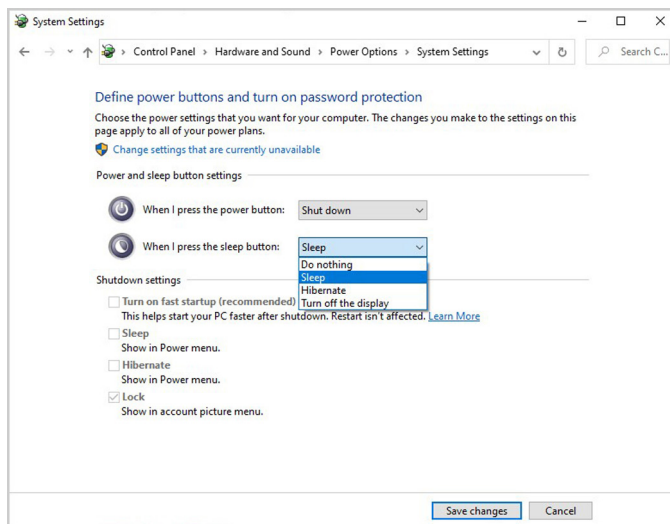 System Settings
Control Panel > Hardware and Sound > Power Options > System Settings
Search C...
Define power buttons and turn on password protection
Choose the power settings that you want for your computer. The changes you make to the settings on this
page apply to all of your power plans.
Change settings that are currently unavailable
Power and sleep button settings
When I press the power button: Shut down
When I press the sleep button: Sleep
Do nothing
Sleep
Hibernate
Turn off the display
Shutdown settings
Turn on fast startup (recommended)
This helps start your PC faster after shutdown. Restart isn't affected. Learn More
Sleep
Show in Power menu.
Hibernate
Show in Power menu.
Lock
Show in account picture menu.
Save changes
Cancel